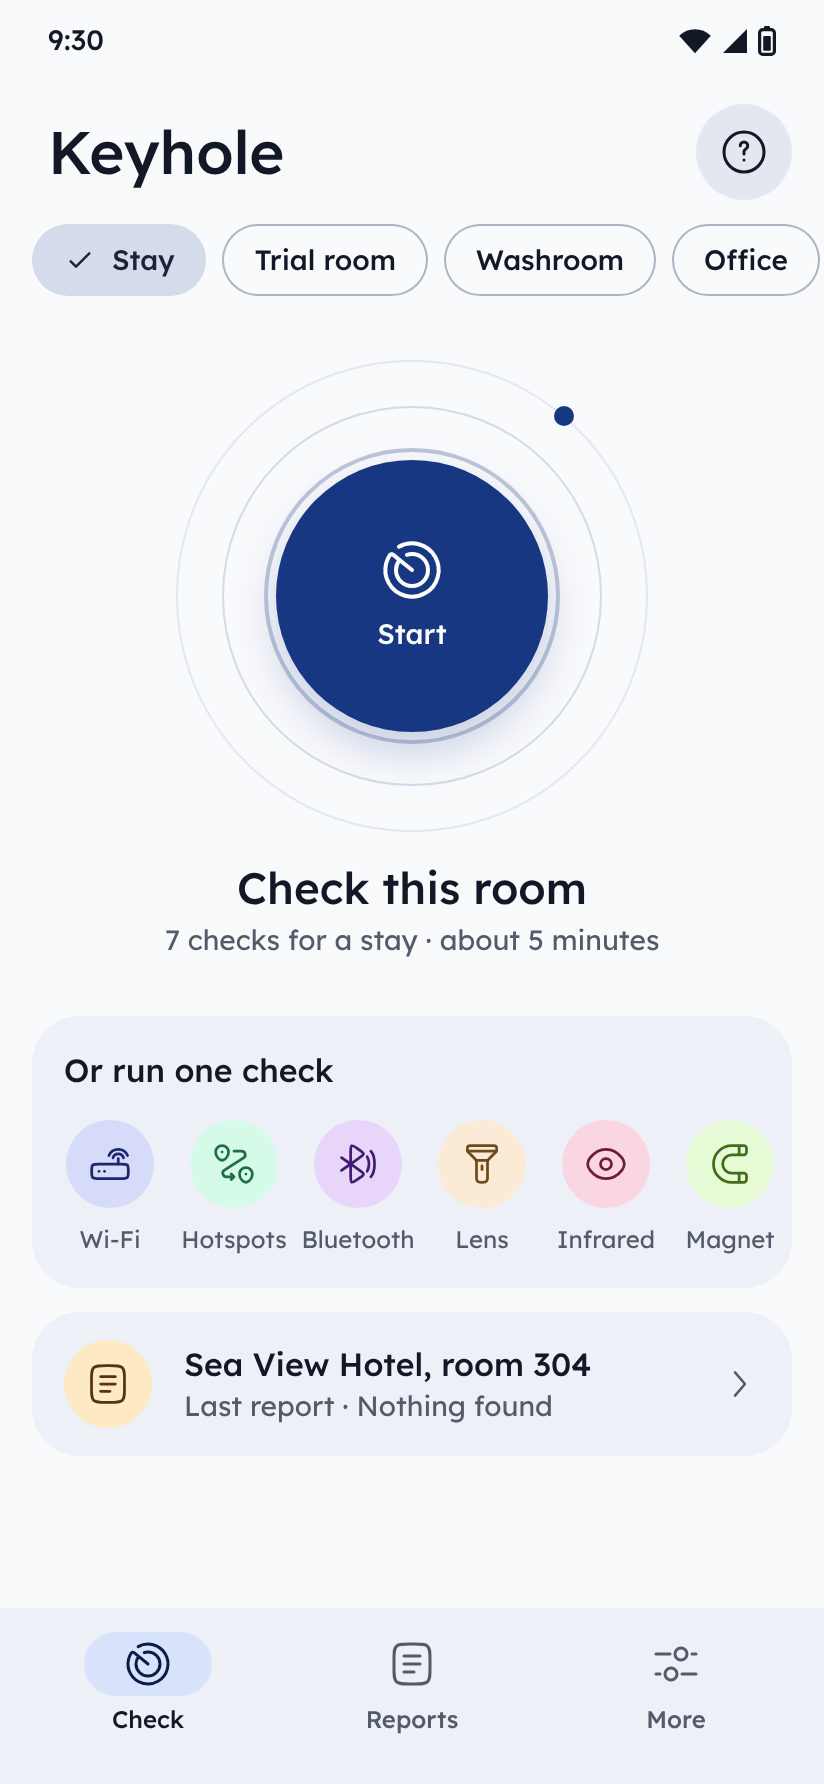 9:30
Keyhole
Stay
Trial room
Washroom
Office
Start
Check this room
7 checks for a stay · about 5 minutes
Or run one check
Wi-Fi
Hotspots
Bluetooth
Lens
Infrared
Magnet
Sea View Hotel, room 304
Last report · Nothing found
Check
Reports
More